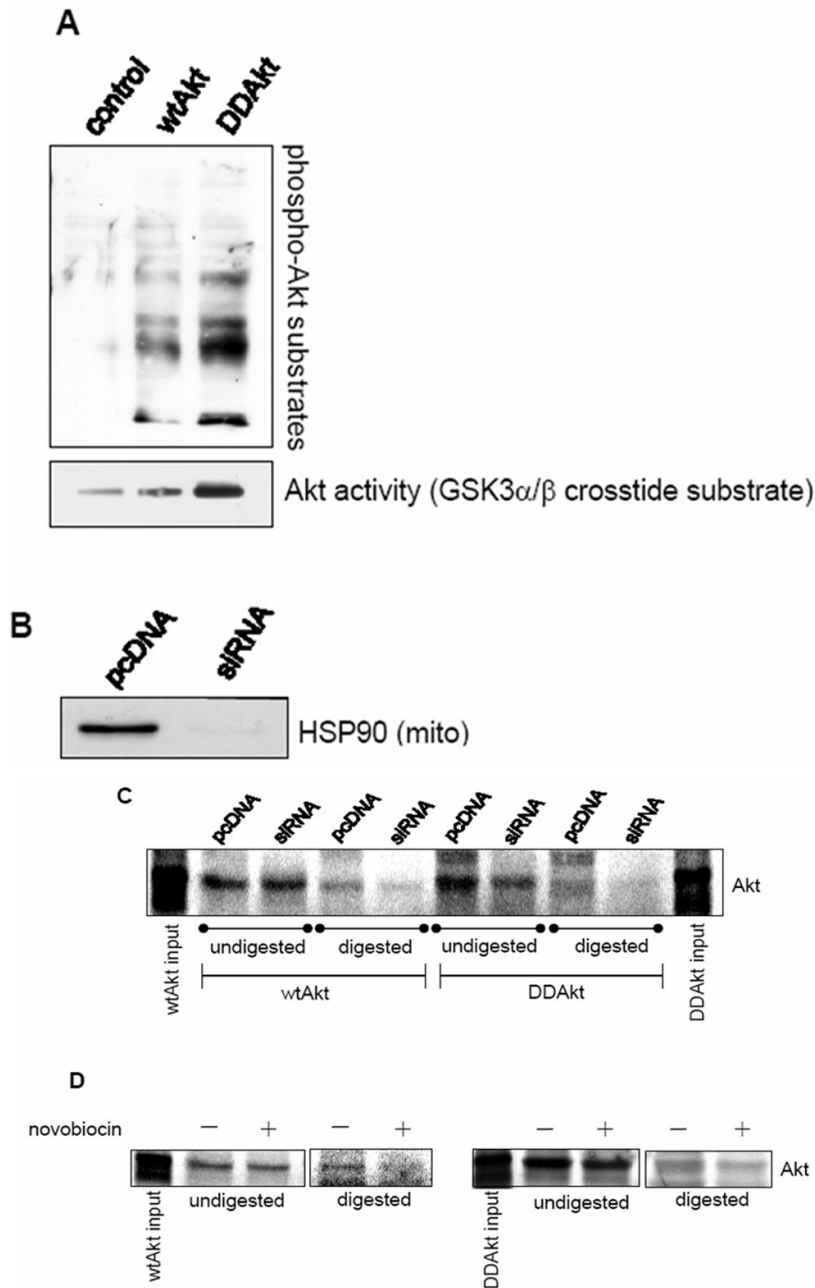 A
control wtAkt DDAkt
phospho-Akt substrates
Akt activity (GSK3α/β crosstide substrate)
B
pcDNA siRNA
HSP90 (mito)
C
pcDNA siRNA pcDNA siRNA pcDNA siRNA pcDNA siRNA
Akt
wtAkt input
undigested digested undigested digested
DDAkt input
wtAkt DDAkt
D
novobiocin − + − + − + − +
Akt
wtAkt input
undigested digested
DDAkt input
undigested digested